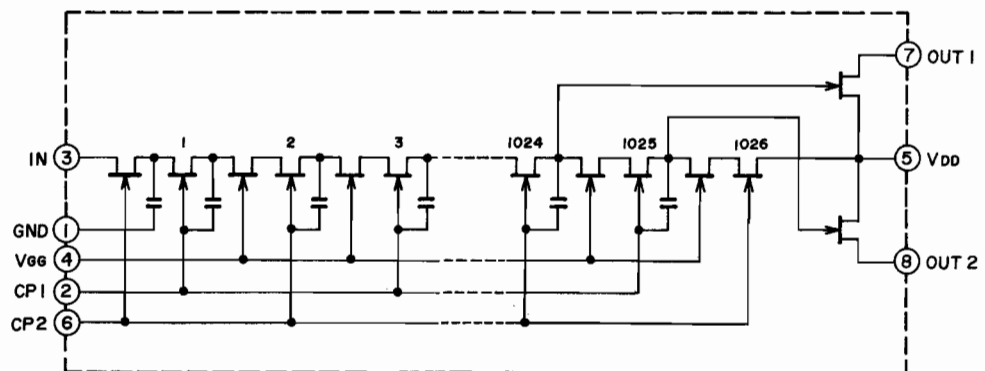 7 OUT 1
1 2 3 1024 1025 1026
IN 3
5 VDD
GND 1
VGG 4
8 OUT 2
CP1 2
CP2 6